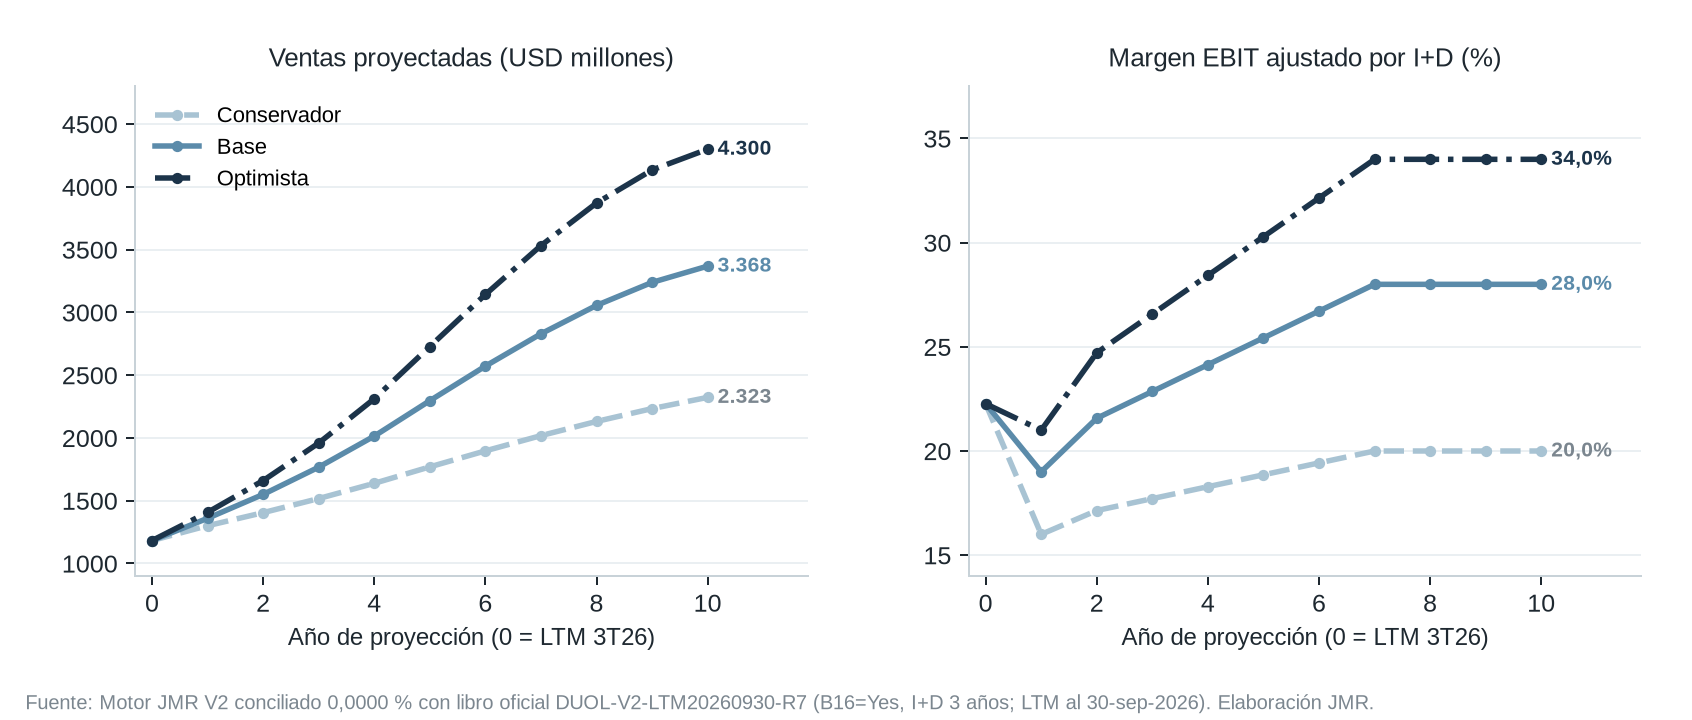 Ventas proyectadas (USD millones)
Conservador
Base
Optimista
4500
4000
3500
3000
2500
2000
1500
1000
4.300
3.368
2.323
0 2 4 6 8 10
Año de proyección (0 = LTM 3T26)
Margen EBIT ajustado por I+D (%)
35
30
25
20
15
34,0%
28,0%
20,0%
0 2 4 6 8 10
Año de proyección (0 = LTM 3T26)
Fuente: Motor JMR V2 conciliado 0,0000 % con libro oficial DUOL-V2-LTM20260930-R7 (B16=Yes, I+D 3 años; LTM al 30-sep-2026). Elaboración JMR.